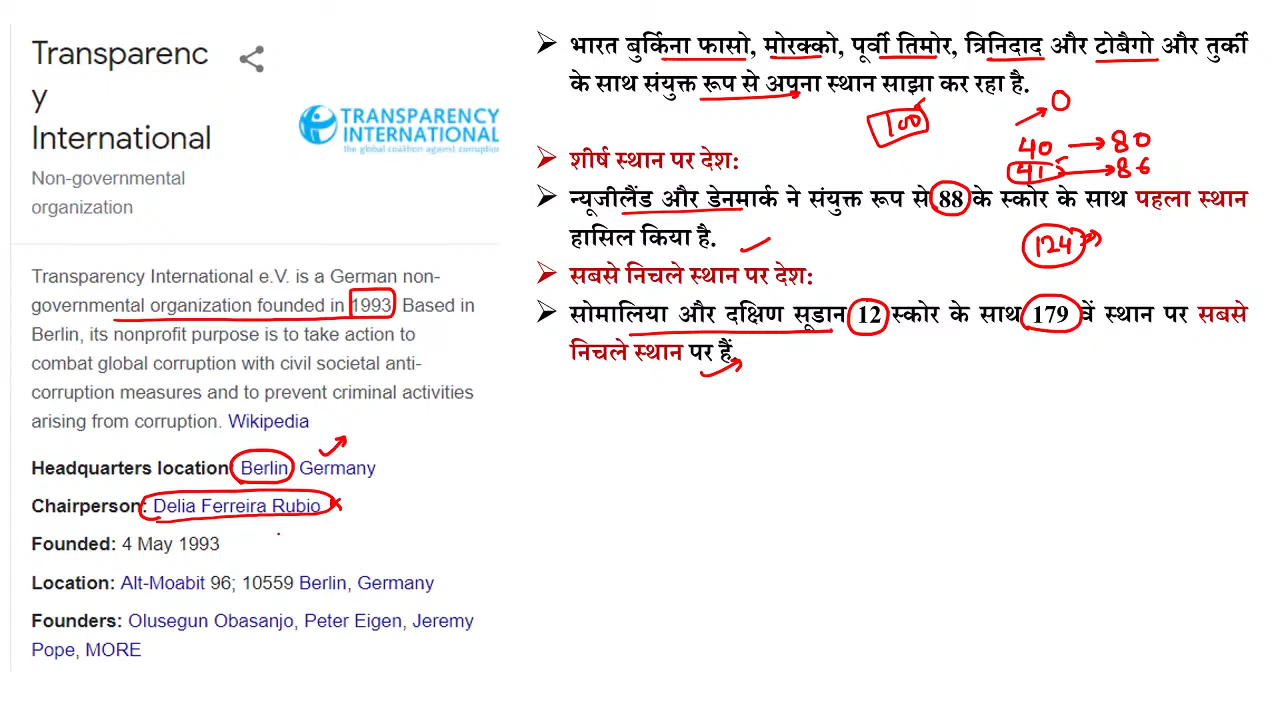 Transparenc
y
International
TRANSPARENCY
INTERNATIONAL
the global coalition against corruption
Non-governmental
organization
Transparency International e.V. is a German non-
governmental organization founded in 1993. Based in
Berlin, its nonprofit purpose is to take action to
combat global corruption with civil societal anti-
corruption measures and to prevent criminal activities
arising from corruption. Wikipedia
Headquarters location: Berlin, Germany
Chairperson: Delia Ferreira Rubio
Founded: 4 May 1993
Location: Alt-Moabit 96; 10559 Berlin, Germany
Founders: Olusegun Obasanjo, Peter Eigen, Jeremy
Pope, MORE
भारत बुर्किना फासो, मोरक्को, पूर्वी तिमोर, त्रिनिदाद और टोबैगो और तुर्की
के साथ संयुक्त रूप से अपना स्थान साझा कर रहा है.
100
0
40 → 80
41 → 86
शीर्ष स्थान पर देश:
न्यूजीलैंड और डेनमार्क ने संयुक्त रूप से 88 के स्कोर के साथ पहला स्थान
हासिल किया है.
124
सबसे निचले स्थान पर देश:
सोमालिया और दक्षिण सूडान 12 स्कोर के साथ 179 वें स्थान पर सबसे
निचले स्थान पर हैं.